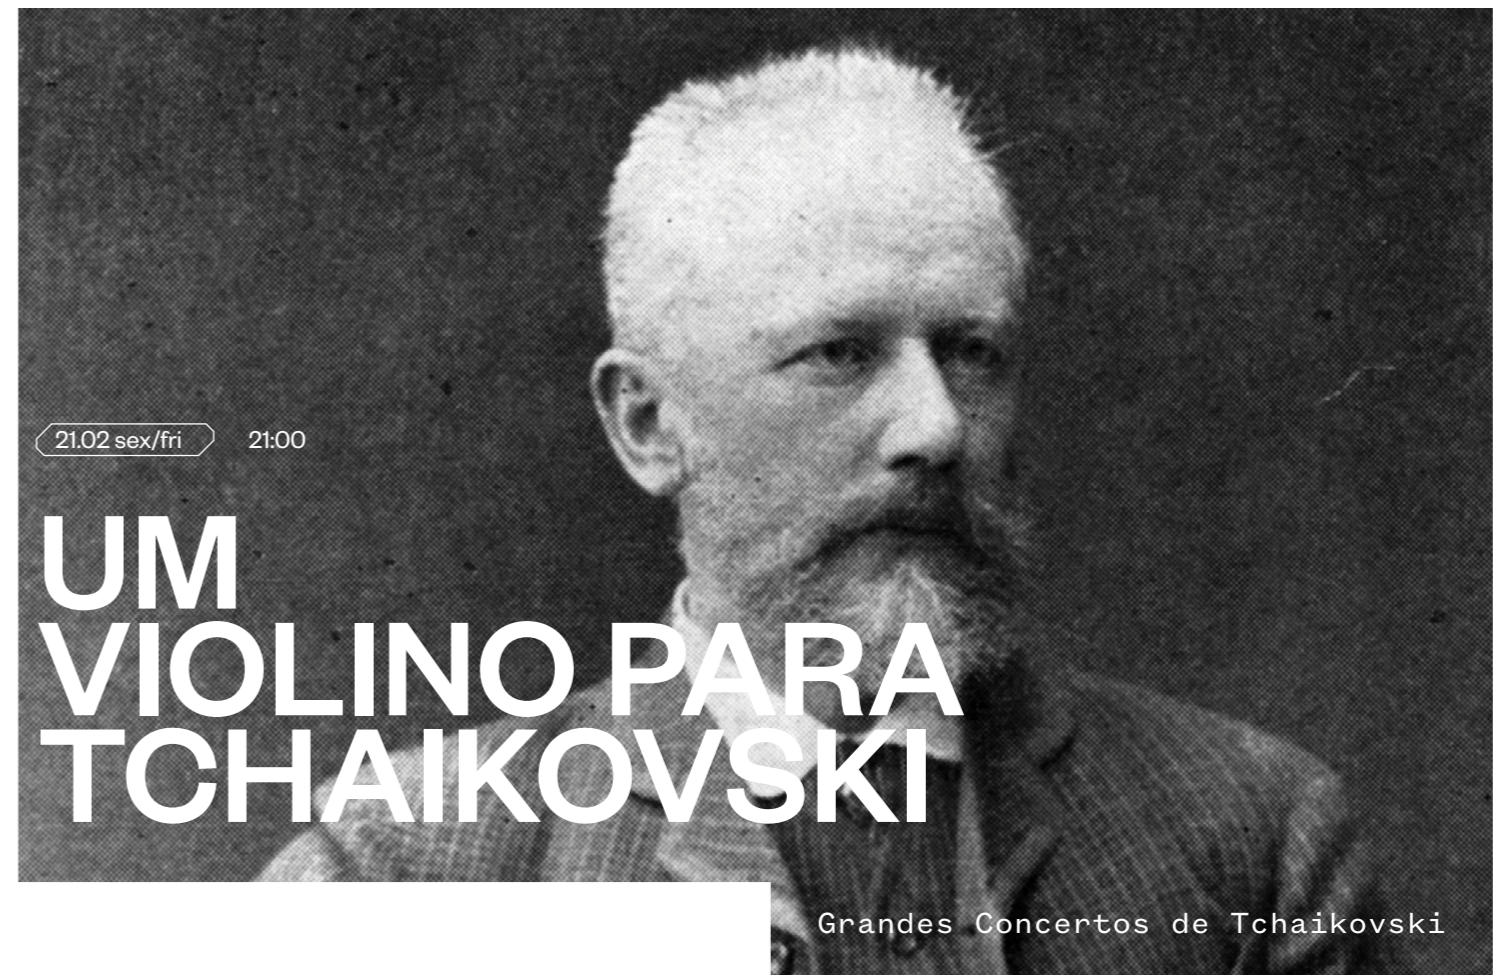 21.02 sex/fri 21:00
UM
VIOLINO PARA
TCHAIKOVSKI
Grandes Concertos de Tchaikovski